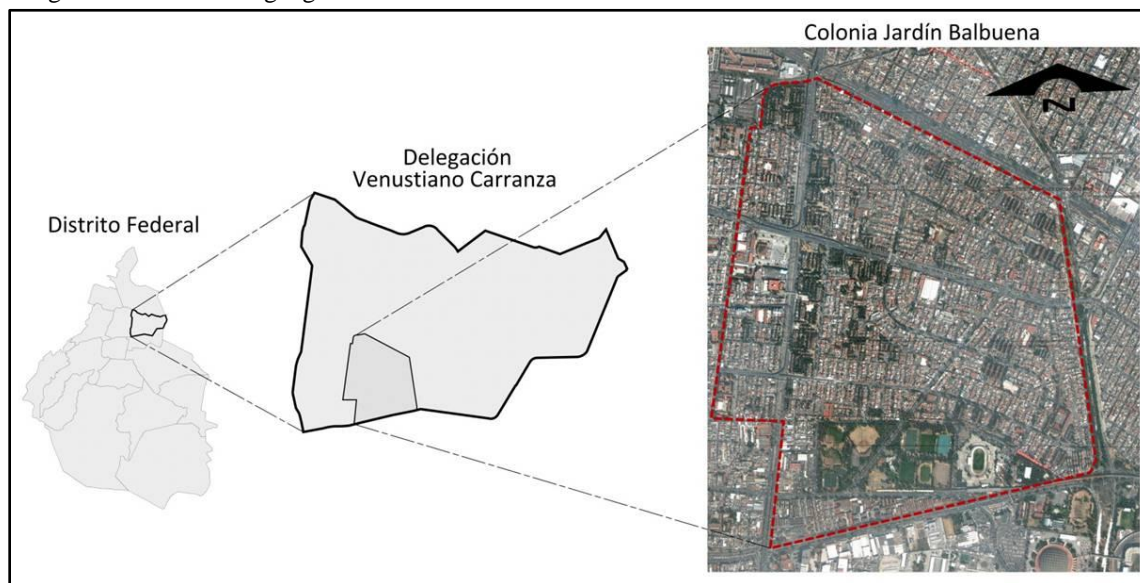 Colonia Jardín Balbuena
Delegación
Venustiano Carranza
Distrito Federal
N